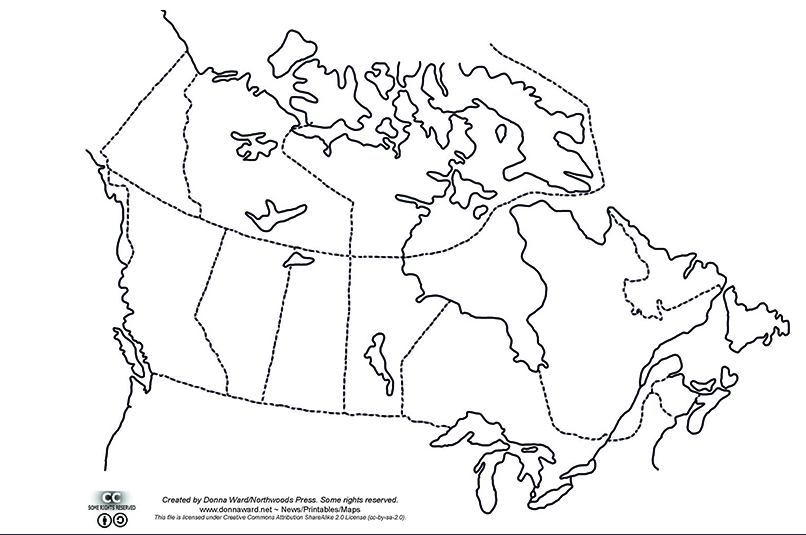 CC
SOME RIGHTS RESERVED
Created by Donna Ward/Northwoods Press. Some rights reserved.
www.donnaward.net ~ News/Printables/Maps
This file is licensed under Creative Commons Attribution ShareAlike 2.0 License (cc-by-sa-2.0).